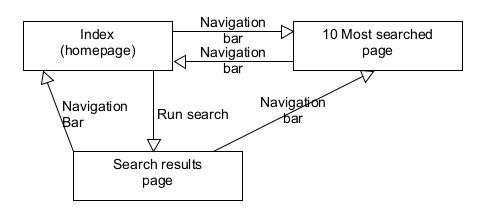 Index
(homepage)
Navigation
bar
Navigation
bar
10 Most searched
page
Navigation
Bar
Run search
Navigation
bar
Search results
page